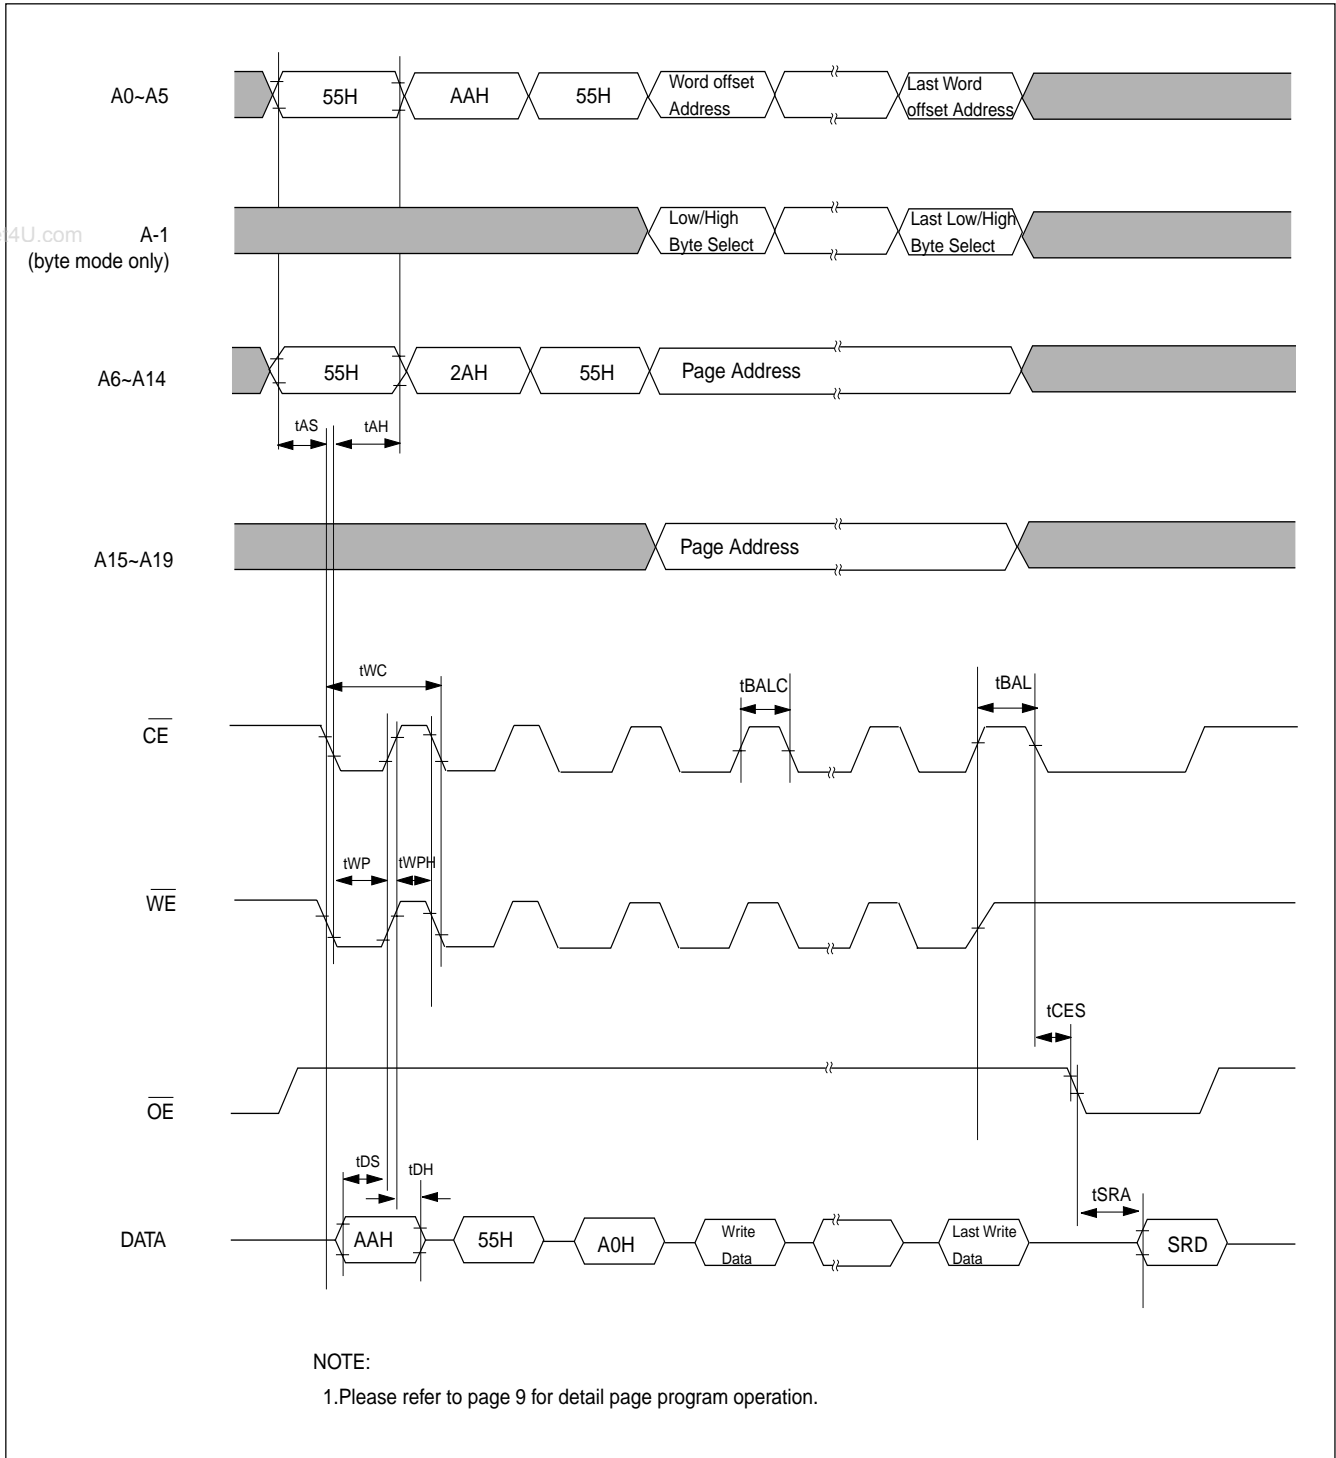 A0~A5
55H
AAH
55H
Word offset
Address
Last Word
offset Address
4U.com
A-1
(byte mode only)
Low/High
Byte Select
Last Low/High
Byte Select
A6~A14
55H
2AH
55H
Page Address
tAS
tAH
A15~A19
Page Address
tWC
tBALC
tBAL
CE
tWP
tWPH
WE
tCES
OE
tDS
tDH
tSRA
DATA
AAH
55H
A0H
Write
Data
Last Write
Data
SRD
NOTE:
1.Please refer to page 9 for detail page program operation.